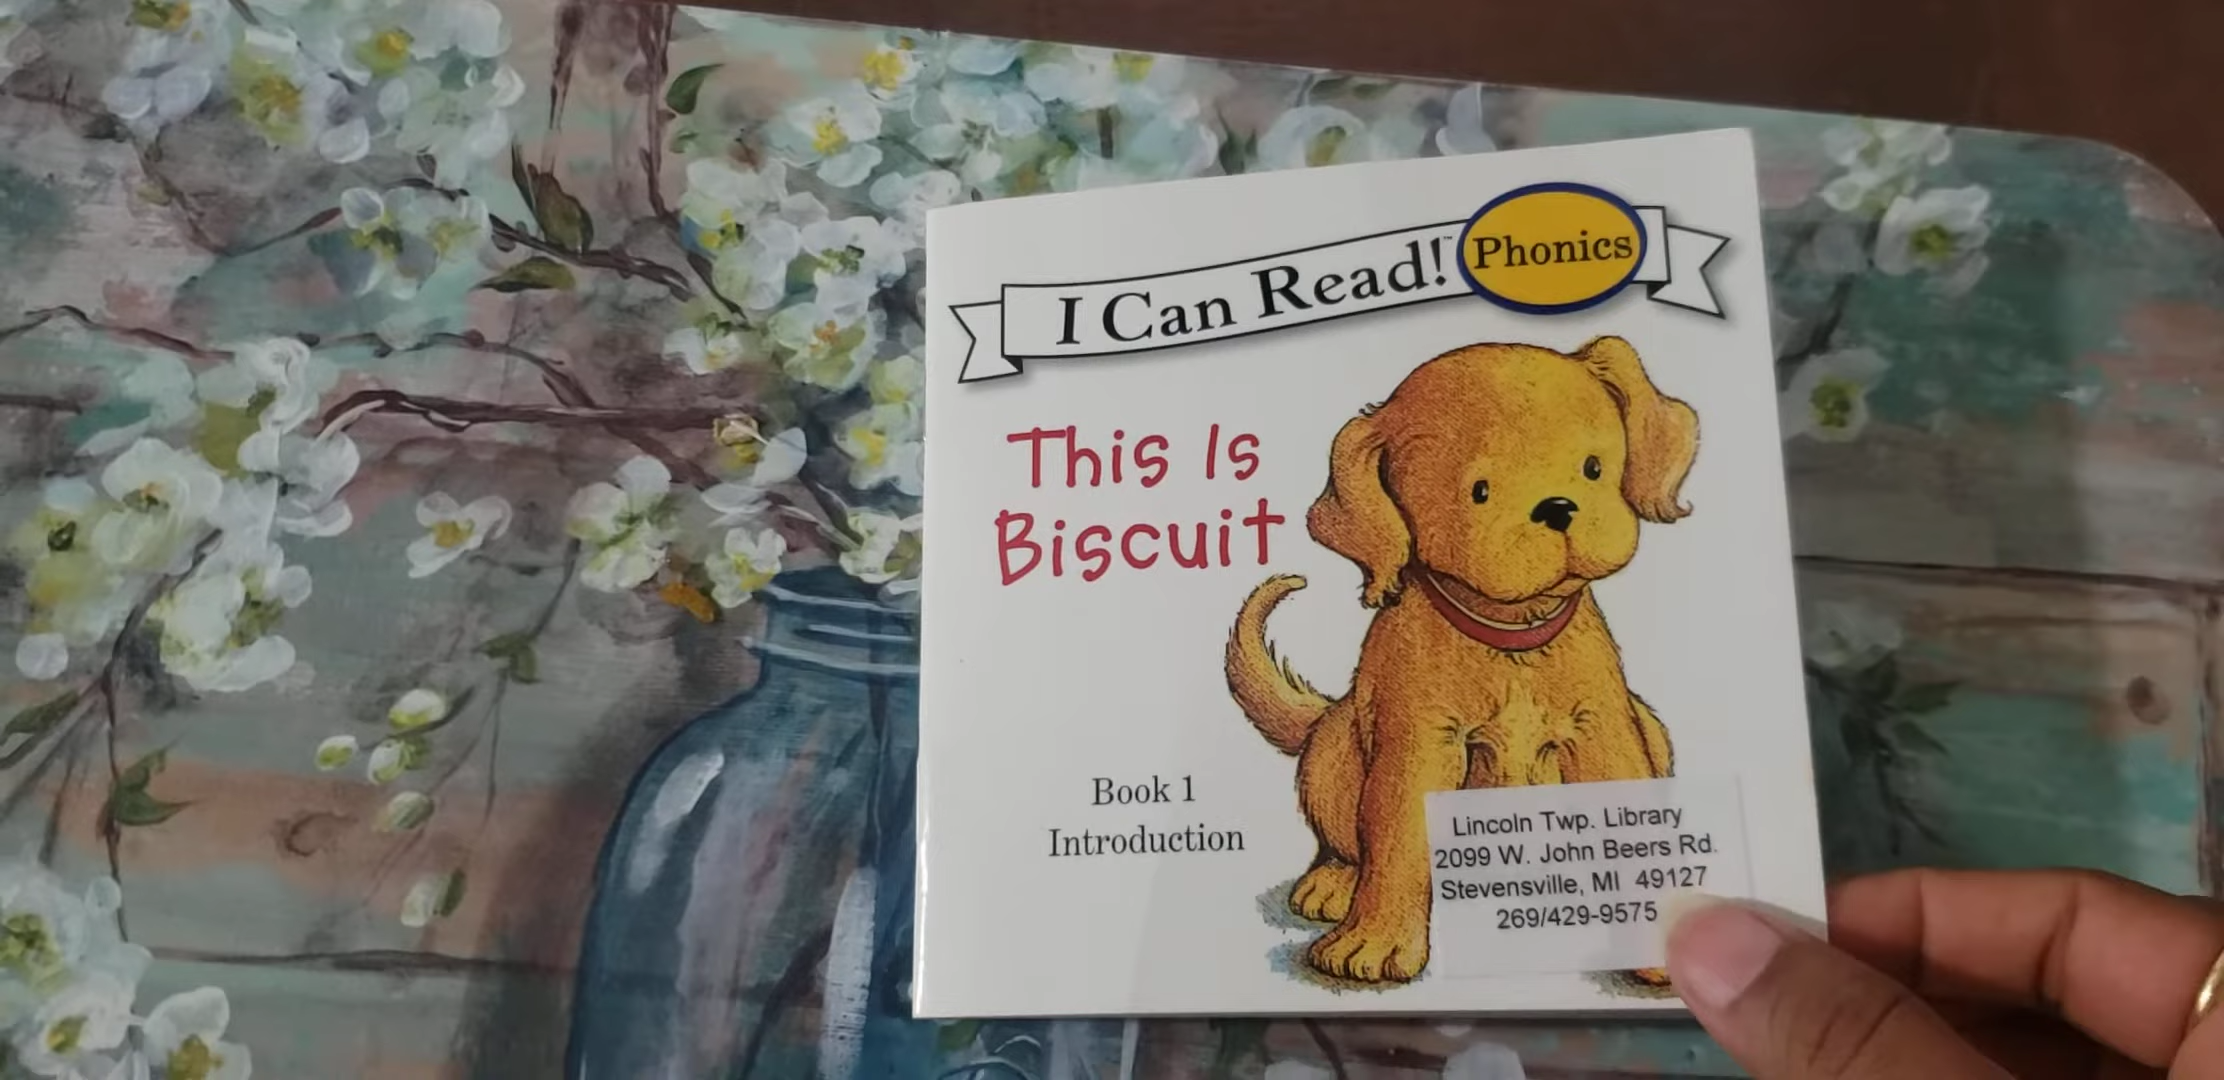 I Can Read!™ Phonics
This Is
Biscuit
Book 1
Introduction
Lincoln Twp. Library
2099 W. John Beers Rd.
Stevensville, MI 49127
269/429-9575